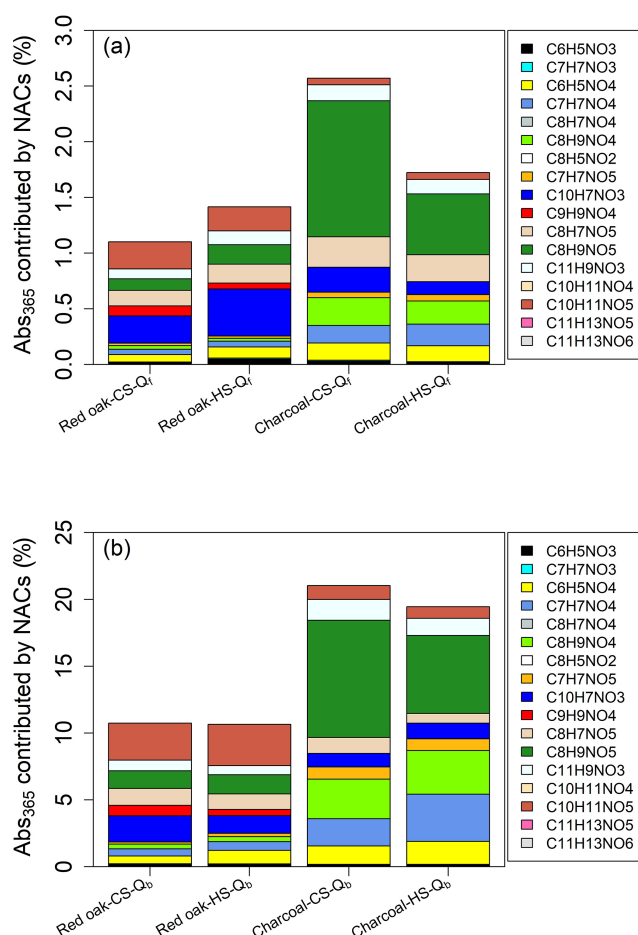 (a)
Abs365 contributed by NACs (%)
3.0
2.5
2.0
1.5
1.0
0.5
0.0
Red oak-CS-Qf
Red oak-HS-Qf
Charcoal-CS-Qf
Charcoal-HS-Qf
C6H5NO3
C7H7NO3
C6H5NO4
C7H7NO4
C8H7NO4
C8H9NO4
C8H5NO2
C7H7NO5
C10H7NO3
C9H9NO4
C8H7NO5
C8H9NO5
C11H9NO3
C10H11NO4
C10H11NO5
C11H13NO5
C11H13NO6
(b)
Abs365 contributed by NACs (%)
25
20
15
10
5
0
Red oak-CS-Qb
Red oak-HS-Qb
Charcoal-CS-Qb
Charcoal-HS-Qb
C6H5NO3
C7H7NO3
C6H5NO4
C7H7NO4
C8H7NO4
C8H9NO4
C8H5NO2
C7H7NO5
C10H7NO3
C9H9NO4
C8H7NO5
C8H9NO5
C11H9NO3
C10H11NO4
C10H11NO5
C11H13NO5
C11H13NO6